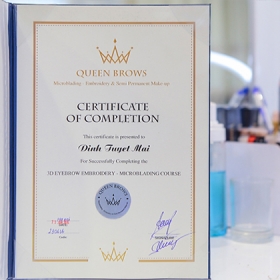 QUEEN BROWS
Microblading - Embroidery & Semi Permanent Make up
CERTIFICATE
OF COMPLETION
This certificate is presented to
Dinh Tuyet Mai
For Successfully Completing the
3D EYEBROW EMBROIDERY - MICROBLADING COURSE
QUEEN BROWS